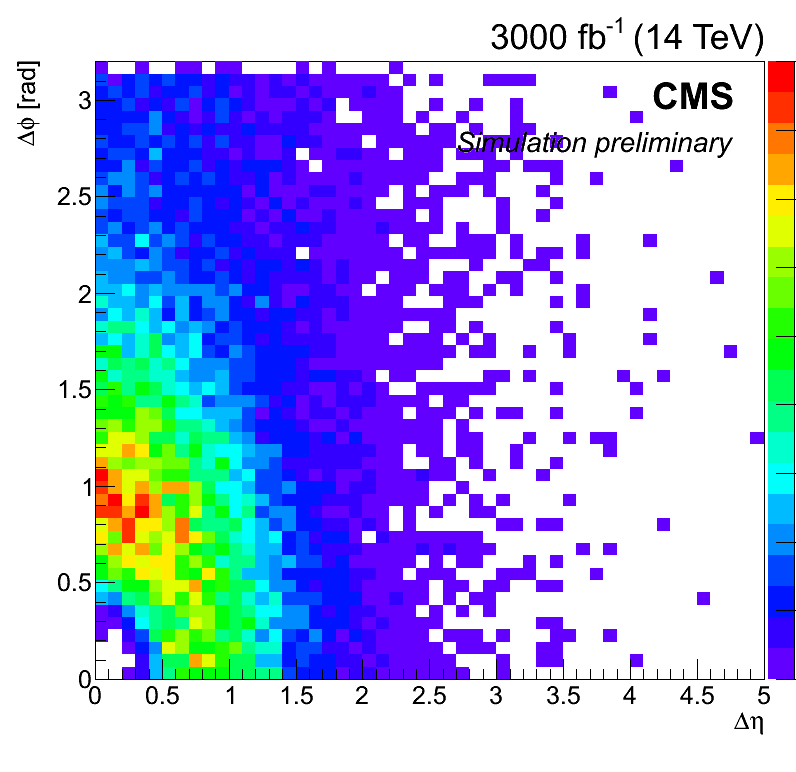 3000 fb-1 (14 TeV)
Δϕ [rad]
CMS
Simulation preliminary
3
2.5
2
1.5
1
0.5
0
0 0.5 1 1.5 2 2.5 3 3.5 4 4.5 5
Δη